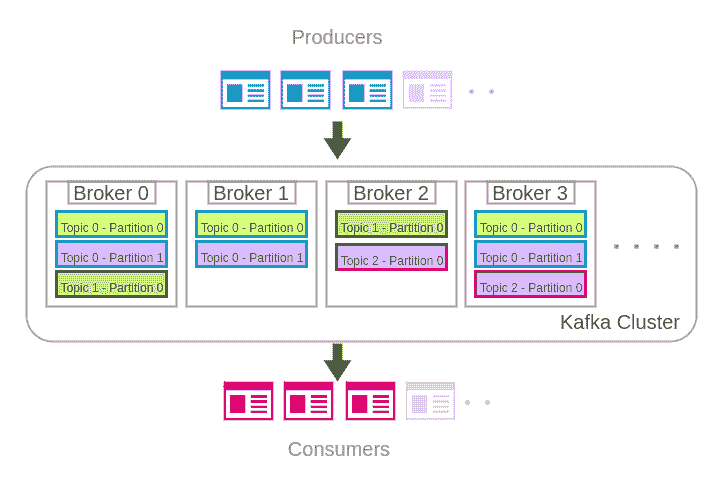 Producers
Broker 0
Topic 0 - Partition 0
Topic 0 - Partition 1
Topic 1 - Partition 0
Broker 1
Topic 0 - Partition 0
Topic 0 - Partition 1
Broker 2
Topic 1 - Partition 0
Topic 2 - Partition 0
Broker 3
Topic 0 - Partition 0
Topic 0 - Partition 1
Topic 2 - Partition 0
Kafka Cluster
Consumers